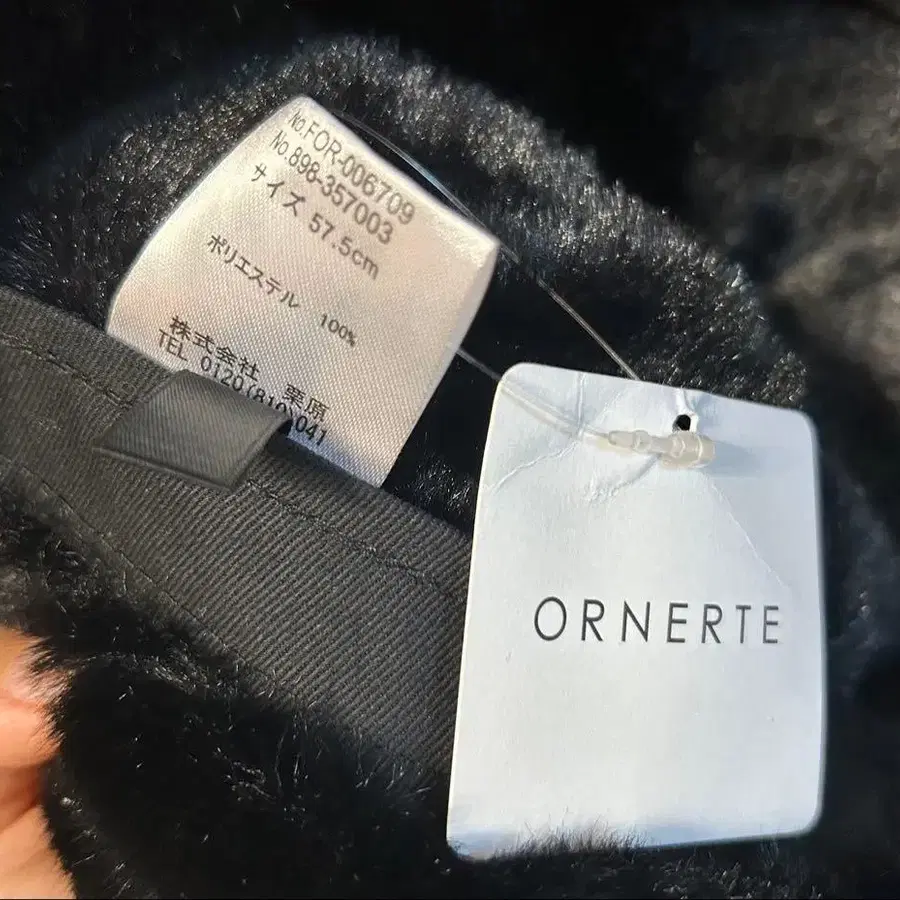 No.FOR-006709
No.898-357003
サイズ 57.5cm
ポリエステル 100%
株式会社 栗原
TEL 0120(810)041
ORNERTE